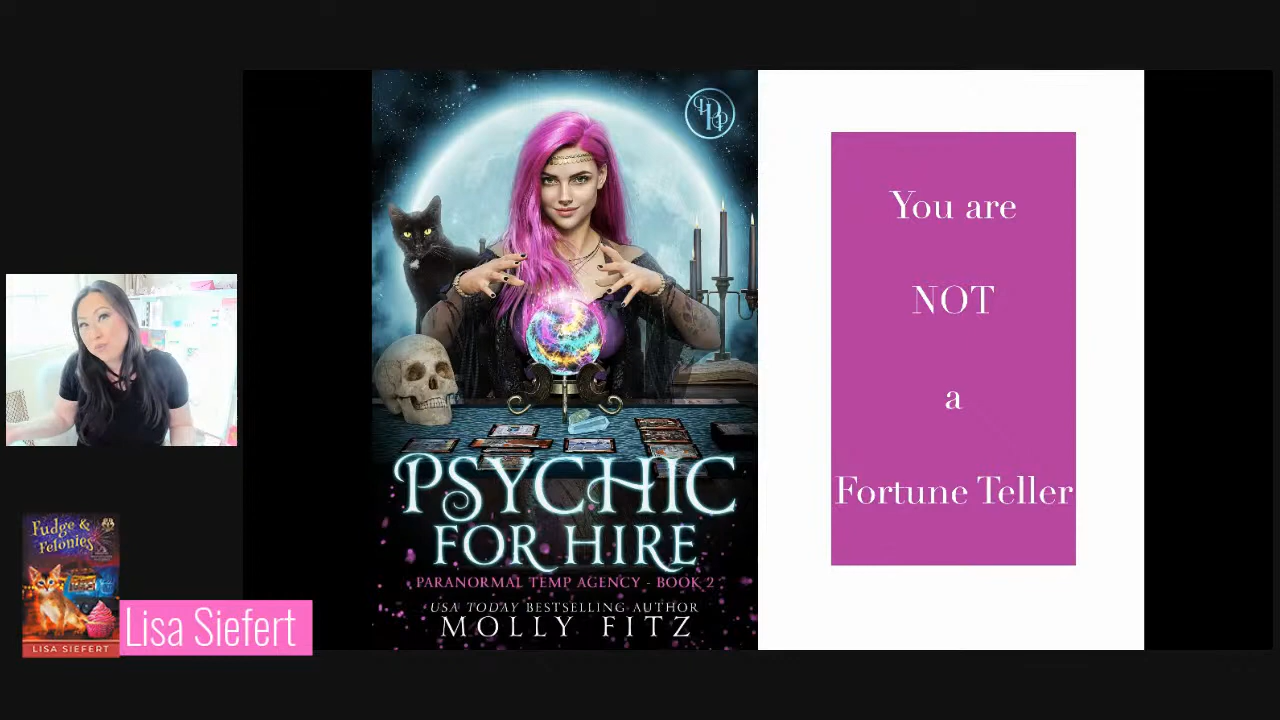 PSYCHIC
FOR HIRE
PARANORMAL TEMP AGENCY - BOOK 2
USA TODAY BESTSELLING AUTHOR
MOLLY FITZ
You are
NOT
a
Fortune Teller
Fudge &
Felonies
LISA SIEFERT
Lisa Siefert